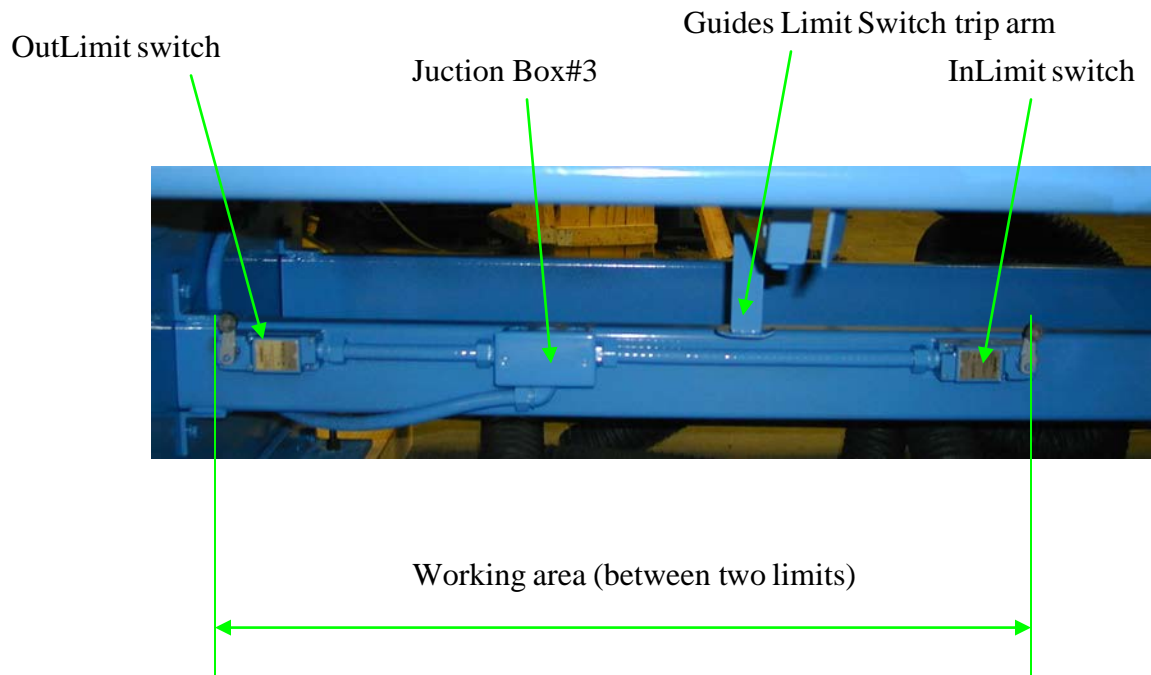 Guides Limit Switch trip arm
OutLimit switch
Juction Box#3
InLimit switch
Working area (between two limits)